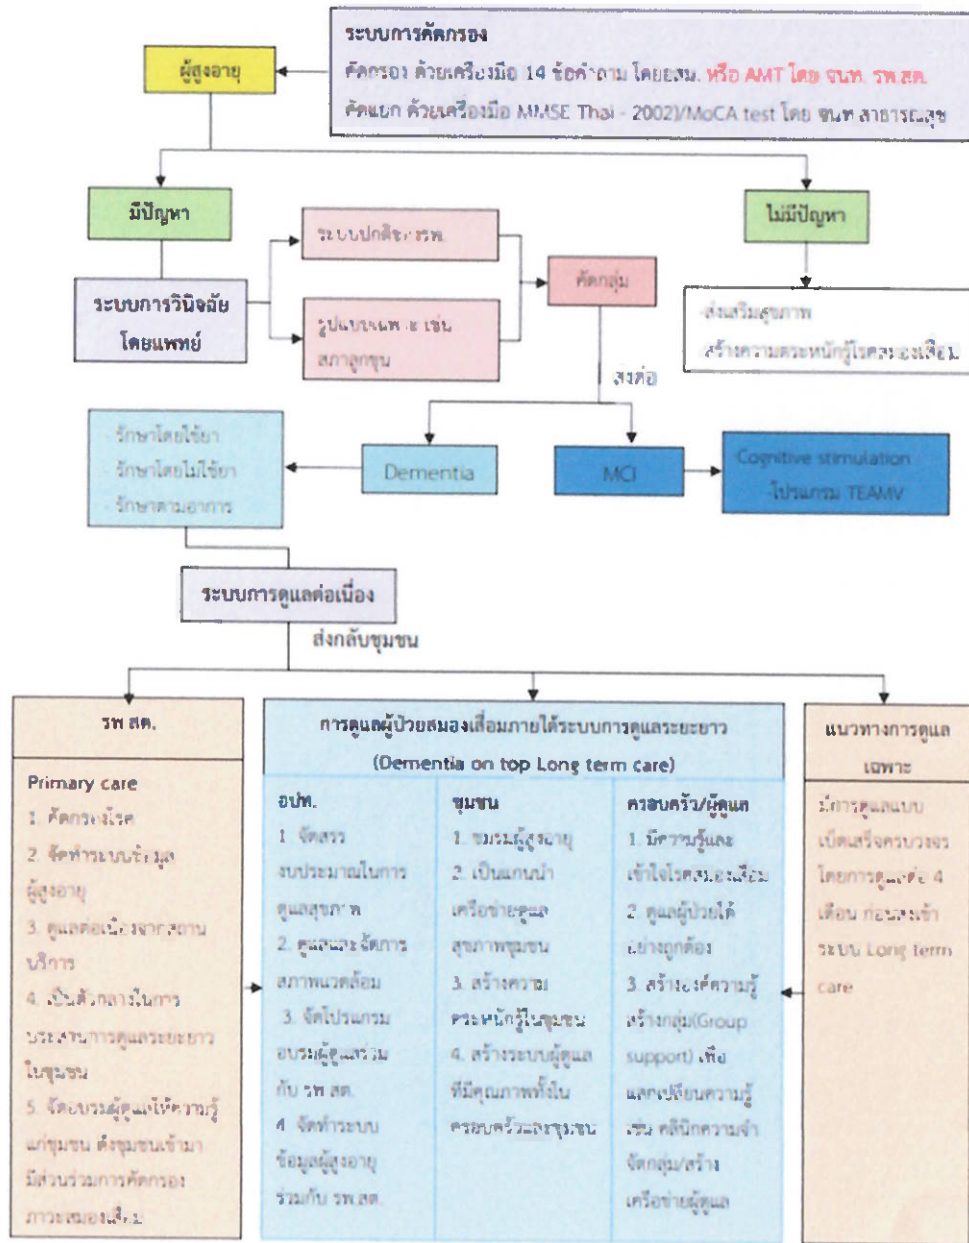 ระบบการคัดกรอง
คัดกรอง ด้วยเครื่องมือ 14 ข้อคำถาม โดยอสม. หรือ AMT โดย จนท. รพ.สต.
คัดแยก ด้วยเครื่องมือ MMSE Thai - 2002)/MoCA test โดย จนท สาธารณสุข
ผู้สูงอายุ
มีปัญหา
ไม่มีปัญหา
ระบบการวินิจฉัย
โดยแพทย์
ระบบปกติของรพ.
รูปแบบเฉพาะ เช่น
สภาลูกขุน
คัดกลุ่ม
-ส่งเสริมสุขภาพ
-สร้างความตระหนักรู้โรคสมองเสื่อม
ส่งต่อ
- รักษาโดยใช้ยา
- รักษาโดยไม่ใช้ยา
- รักษาตามอาการ
Dementia
MCI
Cognitive stimulation
-โปรแกรม TEAMV
ระบบการดูแลต่อเนื่อง
ส่งกลับชุมชน
รพ.สต.
Primary care
1. คัดกรองโรค
2. จัดทำระบบข้อมูล
ผู้สูงอายุ
3. ดูแลต่อเนื่องจากสถาน
บริการ
4. เป็นตัวกลางในการ
ประสานการดูแลระยะยาว
ในชุมชน
5. จัดอบรมผู้ดูแลให้ความรู้
แก่ชุมชน ดึงชุมชนเข้ามา
มีส่วนร่วมการคัดกรอง
ภาวะสมองเสื่อม
การดูแลผู้ป่วยสมองเสื่อมภายใต้ระบบการดูแลระยะยาว
(Dementia on top Long term care)
อปท.
1 จัดสรร
งบประมาณในการ
ดูแลสุขภาพ
2. ดูแลและจัดการ
สภาพแวดล้อม
3. จัดโปรแกรม
อบรมผู้ดูแลร่วม
กับ รพ.สต.
4 จัดทำระบบ
ข้อมูลผู้สูงอายุ
ร่วมกับ รพ.สต.
ชุมชน
1. ชมรมผู้สูงอายุ
2. เป็นแกนนำ
เครือข่ายดูแล
สุขภาพชุมชน
3. สร้างความ
ตระหนักรู้ในชุมชน
4. สร้างระบบผู้ดูแล
ที่มีคุณภาพทั้งใน
ครอบครัวและชุมชน
ครอบครัว/ผู้ดูแล
1. มีความรู้และ
เข้าใจโรคสมองเสื่อม
2. ดูแลผู้ป่วยได้
อย่างถูกต้อง
3. สร้างองค์ความรู้
สร้างกลุ่ม(Group
support) เพื่อ
แลกเปลี่ยนความรู้
เช่น คลินิกความจำ
จัดกลุ่ม/สร้าง
เครือข่ายผู้ดูแล
แนวทางการดูแล
เฉพาะ
มีการดูแลแบบ
เบ็ดเสร็จครบวงจร
โดยการดูแลต่อ 4
เดือน ก่อนส่งเข้า
ระบบ Long term
care